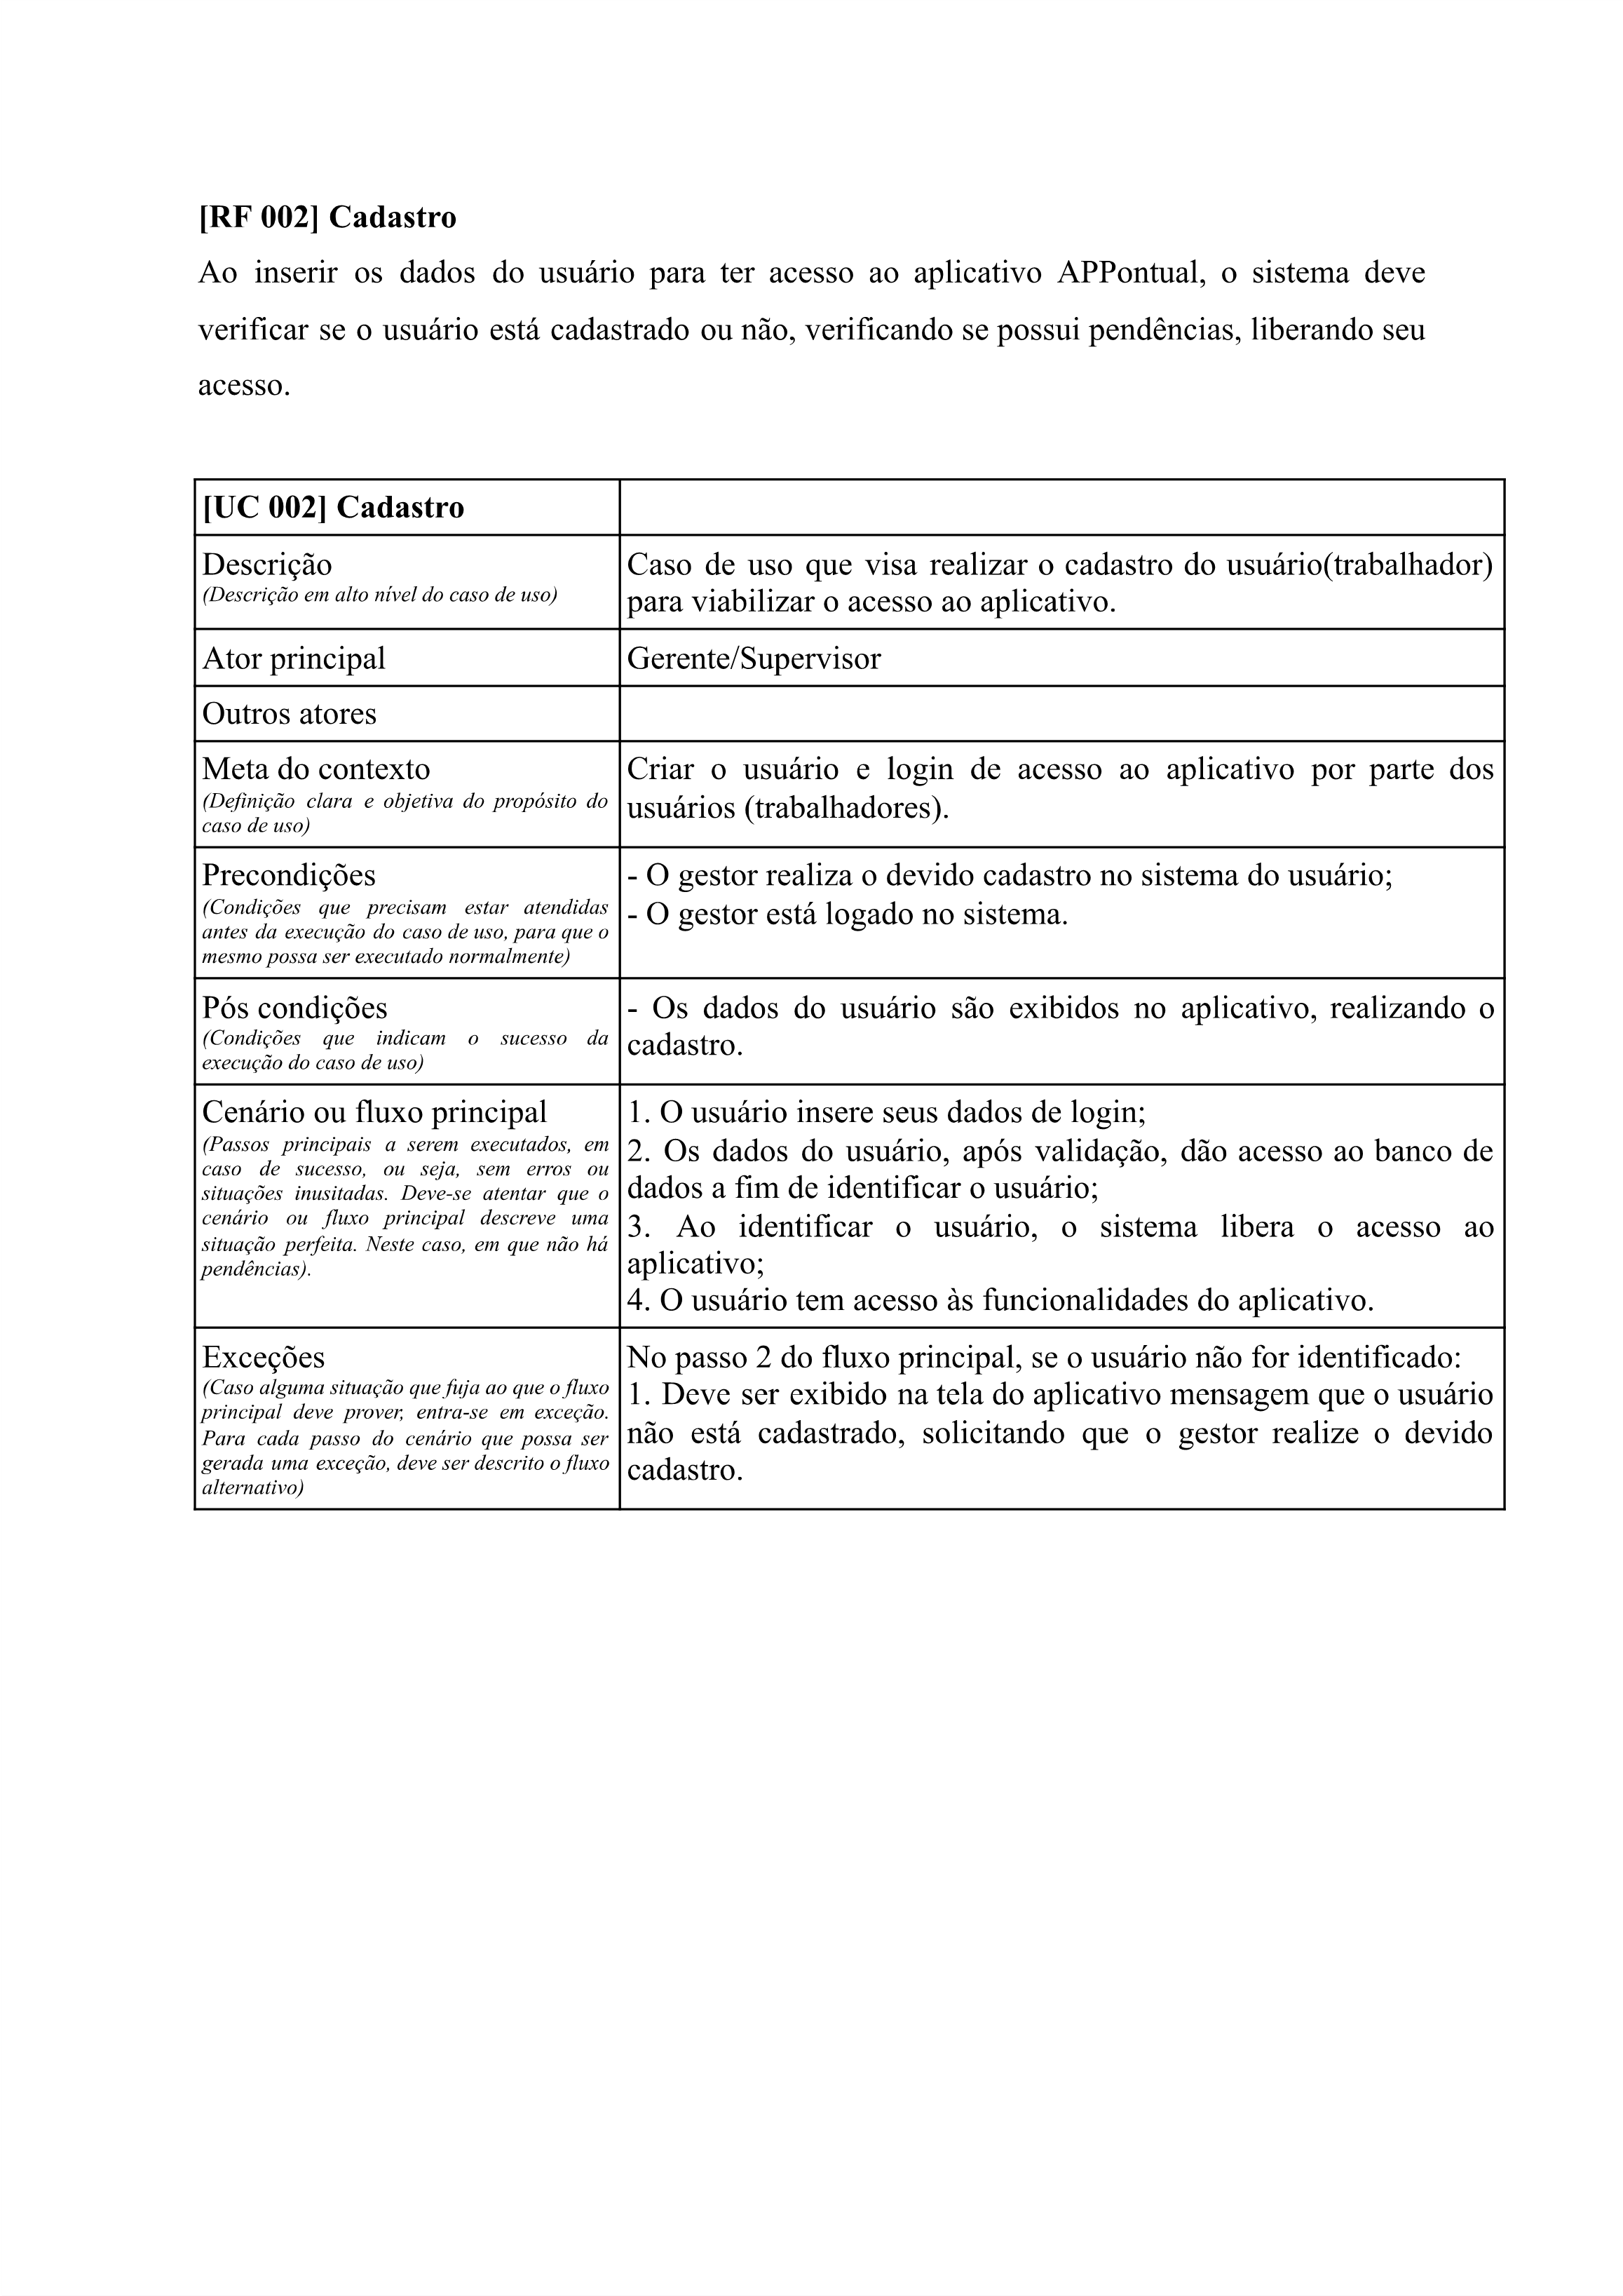 [RF 002] Cadastro
Ao inserir os dados do usuário para ter acesso ao aplicativo APPontual, o sistema deve
verificar se o usuário está cadastrado ou não, verificando se possui pendências, liberando seu
acesso.
[UC 002] Cadastro
Descrição
(Descrição em alto nível do caso de uso)
Caso de uso que visa realizar o cadastro do usuário(trabalhador)
para viabilizar o acesso ao aplicativo.
Ator principal
Gerente/Supervisor
Outros atores
Meta do contexto
(Definição clara e objetiva do propósito do
caso de uso)
Criar o usuário e login de acesso ao aplicativo por parte dos
usuários (trabalhadores).
Precondições
(Condições que precisam estar atendidas
antes da execução do caso de uso, para que o
mesmo possa ser executado normalmente)
- O gestor realiza o devido cadastro no sistema do usuário;
- O gestor está logado no sistema.
Pós condições
(Condições que indicam o sucesso da
execução do caso de uso)
- Os dados do usuário são exibidos no aplicativo, realizando o
cadastro.
Cenário ou fluxo principal
(Passos principais a serem executados, em
caso de sucesso, ou seja, sem erros ou
situações inusitadas. Deve-se atentar que o
cenário ou fluxo principal descreve uma
situação perfeita. Neste caso, em que não há
pendências).
1. O usuário insere seus dados de login;
2. Os dados do usuário, após validação, dão acesso ao banco de
dados a fim de identificar o usuário;
3. Ao identificar o usuário, o sistema libera o acesso ao
aplicativo;
4. O usuário tem acesso às funcionalidades do aplicativo.
Exceções
(Caso alguma situação que fuja ao que o fluxo
principal deve prover, entra-se em exceção.
Para cada passo do cenário que possa ser
gerada uma exceção, deve ser descrito o fluxo
alternativo)
No passo 2 do fluxo principal, se o usuário não for identificado:
1. Deve ser exibido na tela do aplicativo mensagem que o usuário
não está cadastrado, solicitando que o gestor realize o devido
cadastro.